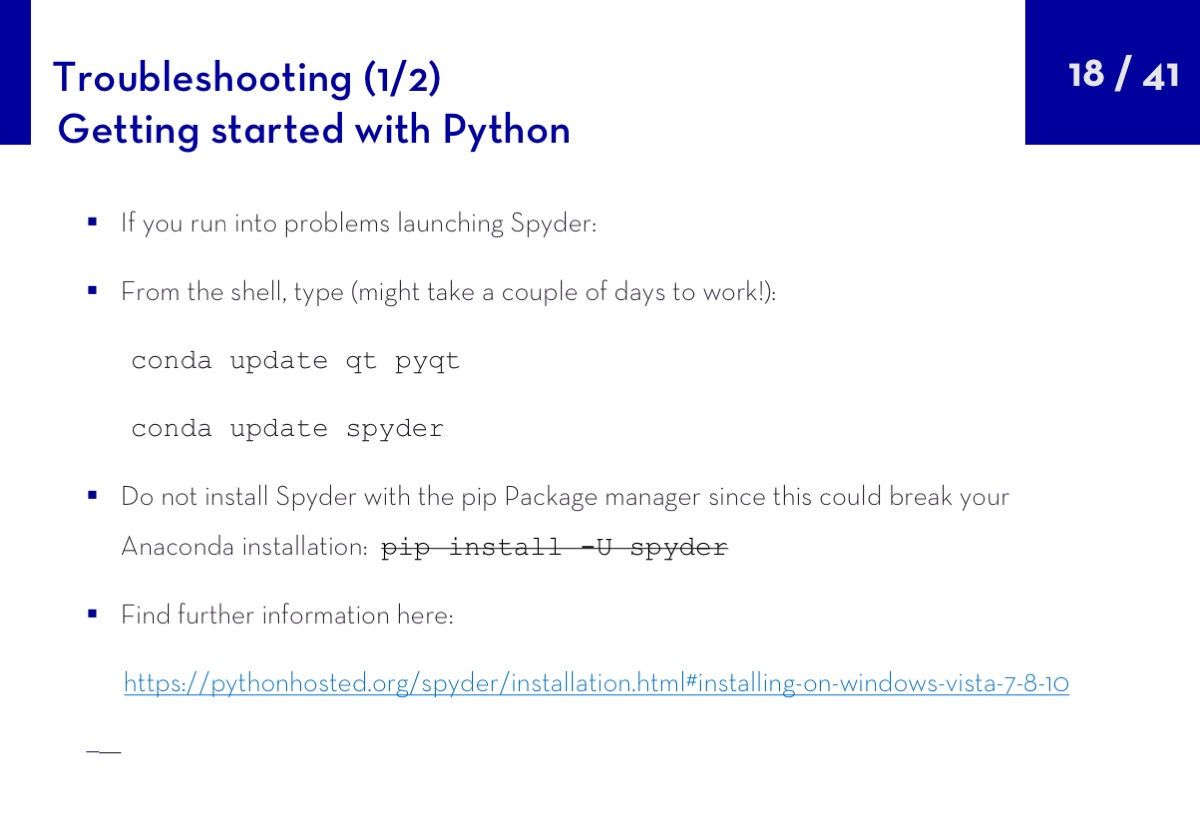 Troubleshooting (1/2)
Getting started with Python
18 / 41
If you run into problems launching Spyder:
From the shell, type (might take a couple of days to work!):
conda update qt pyqt
conda update spyder
Do not install Spyder with the pip Package manager since this could break your
Anaconda installation: pip install -U spyder
Find further information here:
https://pythonhosted.org/spyder/installation.html#installing-on-windows-vista-7-8-10